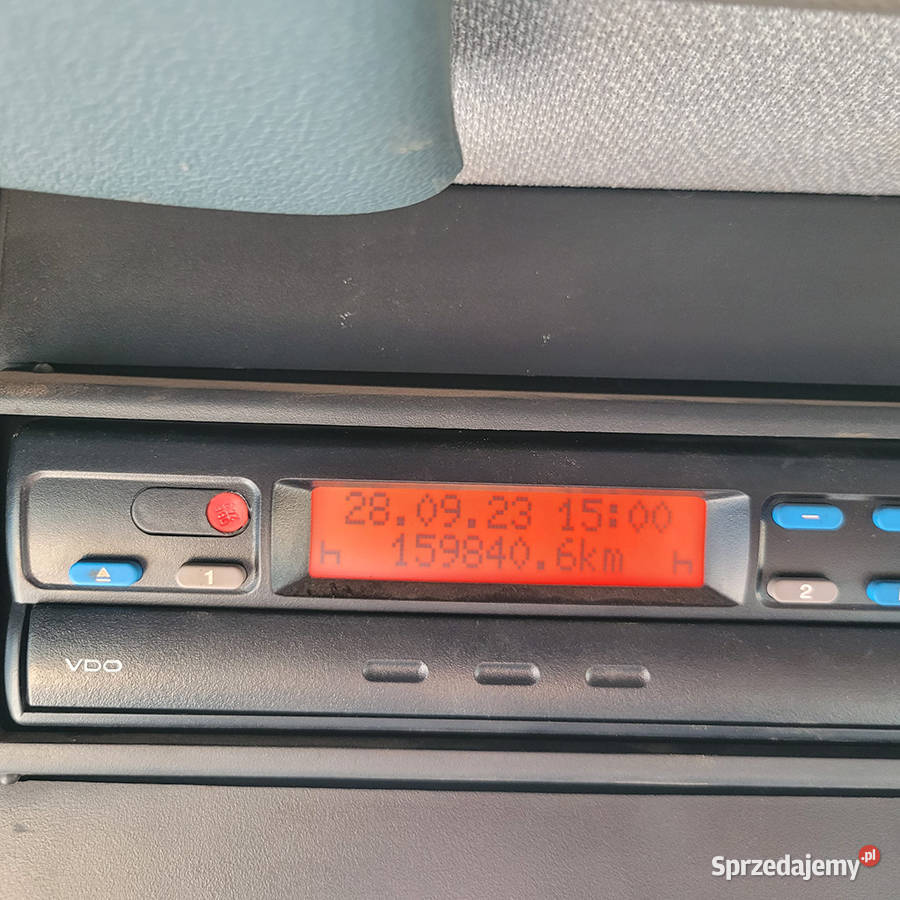 28.09.23 15:00
159840.6km
1
2
VDO
Sprzedajemy.pl